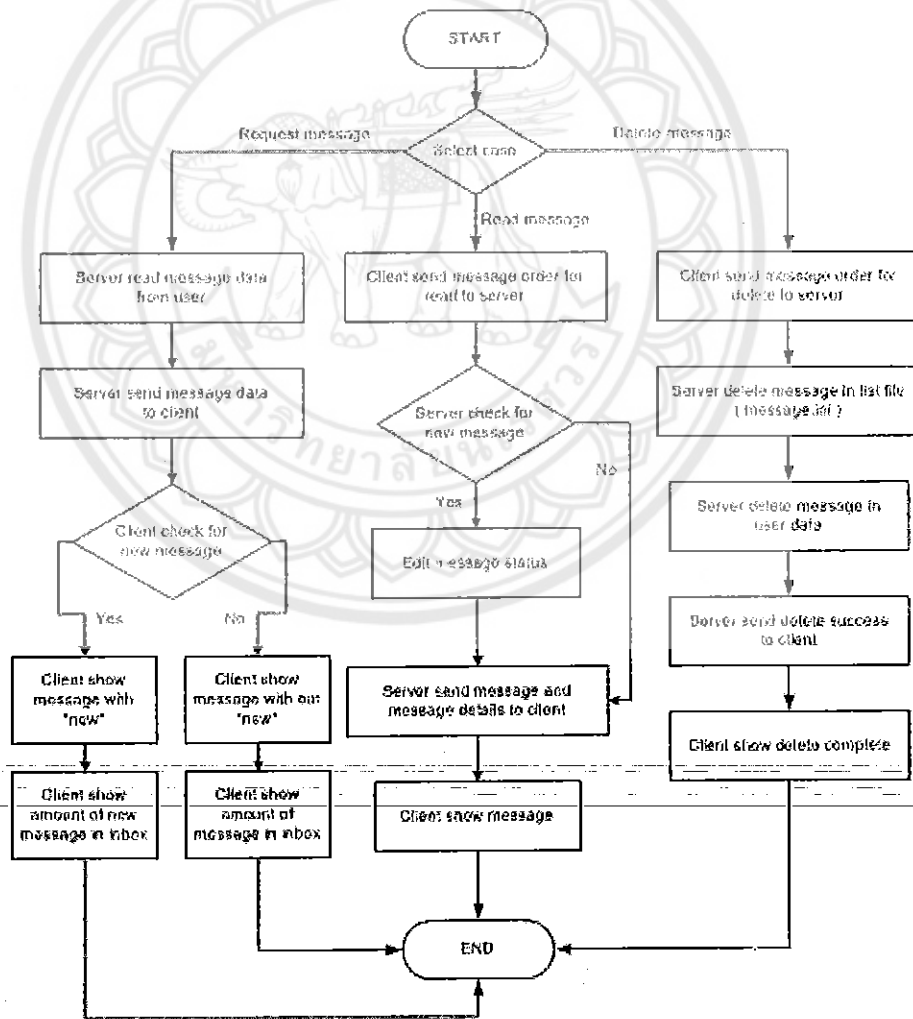 START
Request message
Delete message
Select case
Read message
Server read message data
from user
Client send message order for
read to server
Client send message order for
delete to server
Server send message data
to client
Server check for
new message
Server delete message in list file
Client check for
new message
Yes
No
Edit message status
Server delete message in
user data
Yes
No
Server send delete success
to client
Client show
message with
"new"
Client show
message with out
"new"
Server send message and
message details to client
Client show delete complete
Client show
amount of new
message in inbox
Client show
amount of
message in inbox
Client show message
END